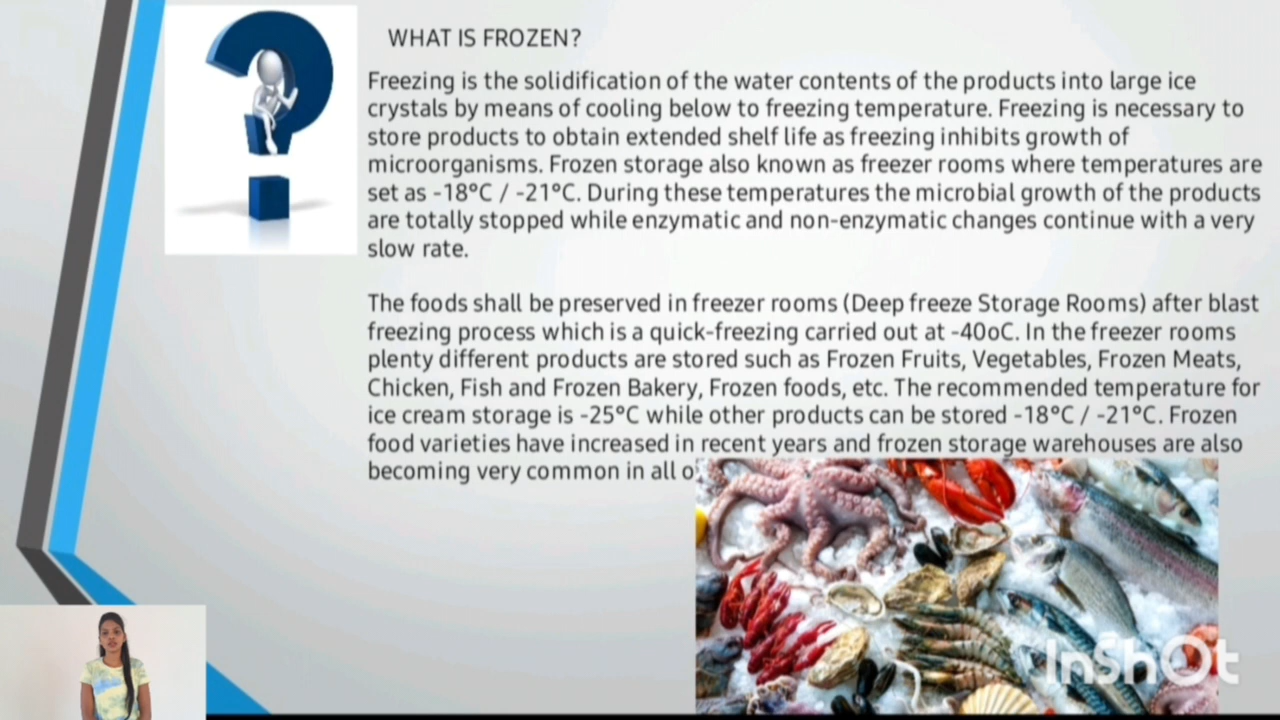 WHAT IS FROZEN?
Freezing is the solidification of the water contents of the products into large ice
crystals by means of cooling below to freezing temperature. Freezing is necessary to
store products to obtain extended shelf life as freezing inhibits growth of
microorganisms. Frozen storage also known as freezer rooms where temperatures are
set as -18°C / -21°C. During these temperatures the microbial growth of the products
are totally stopped while enzymatic and non-enzymatic changes continue with a very
slow rate.
The foods shall be preserved in freezer rooms (Deep freeze Storage Rooms) after blast
freezing process which is a quick-freezing carried out at -40oC. In the freezer rooms
plenty different products are stored such as Frozen Fruits, Vegetables, Frozen Meats,
Chicken, Fish and Frozen Bakery, Frozen foods, etc. The recommended temperature for
ice cream storage is -25°C while other products can be stored -18°C / -21°C. Frozen
food varieties have increased in recent years and frozen storage warehouses are also
becoming very common in all
InShOt